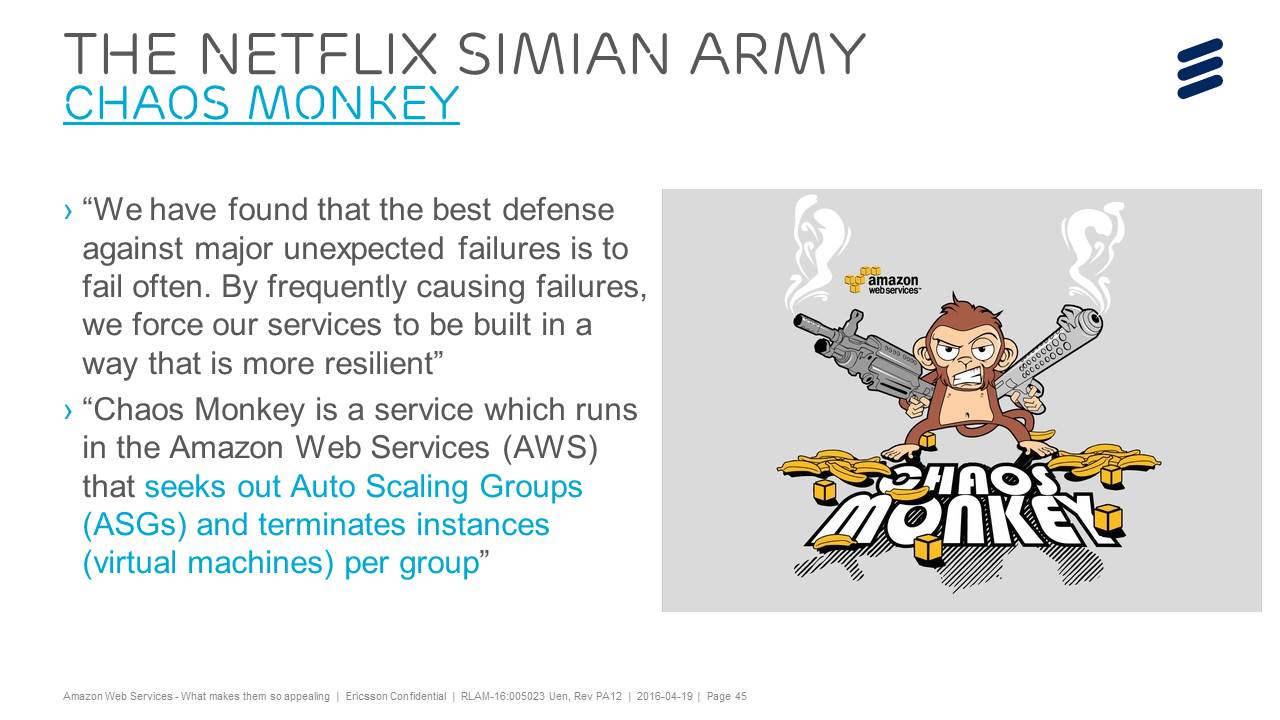 THE NETFLIX SIMIAN ARMY
CHAOS MONKEY
› “We have found that the best defense
against major unexpected failures is to
fail often. By frequently causing failures,
we force our services to be built in a
way that is more resilient”
› “Chaos Monkey is a service which runs
in the Amazon Web Services (AWS)
that seeks out Auto Scaling Groups
(ASGs) and terminates instances
(virtual machines) per group”
amazon
web services™
CHAOS
MONKEY
Amazon Web Services - What makes them so appealing | Ericsson Confidential | RLAM-16:005023 Uen, Rev PA12 | 2016-04-19 | Page 45